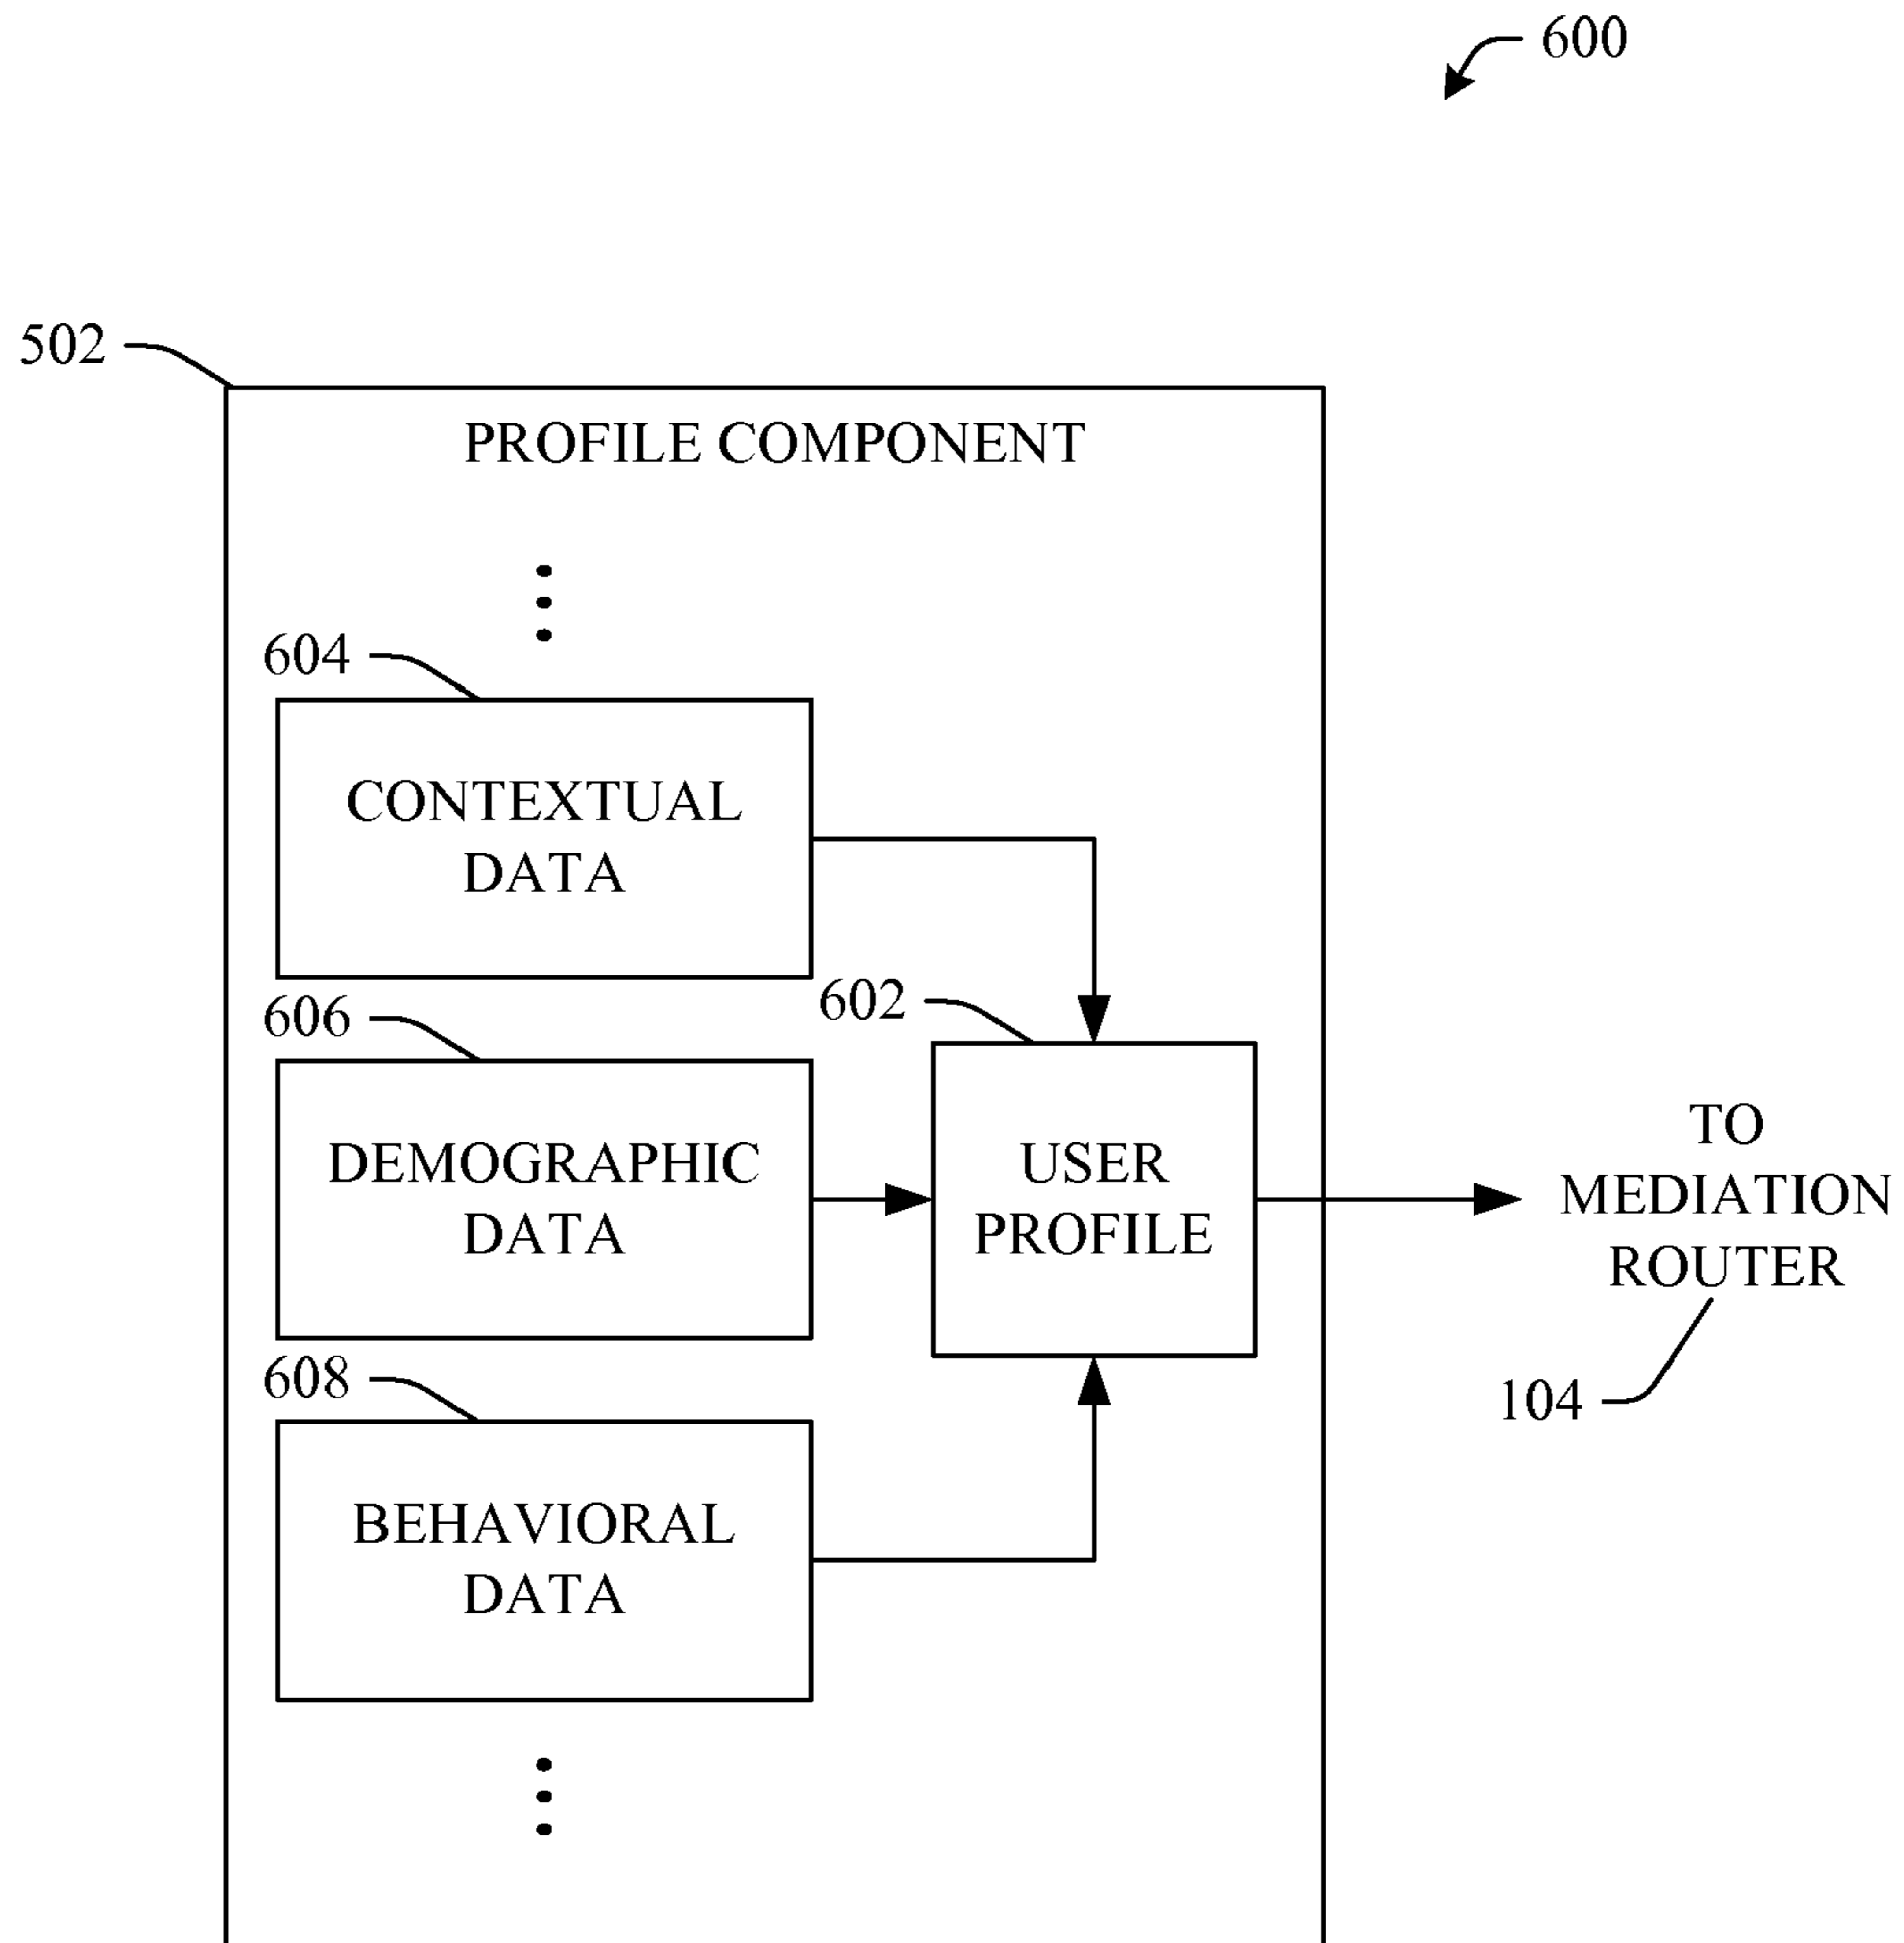 600
502
PROFILE COMPONENT
604
CONTEXTUAL
DATA
606
602
DEMOGRAPHIC
DATA
USER
PROFILE
TO
MEDIATION
ROUTER
608
104
BEHAVIORAL
DATA